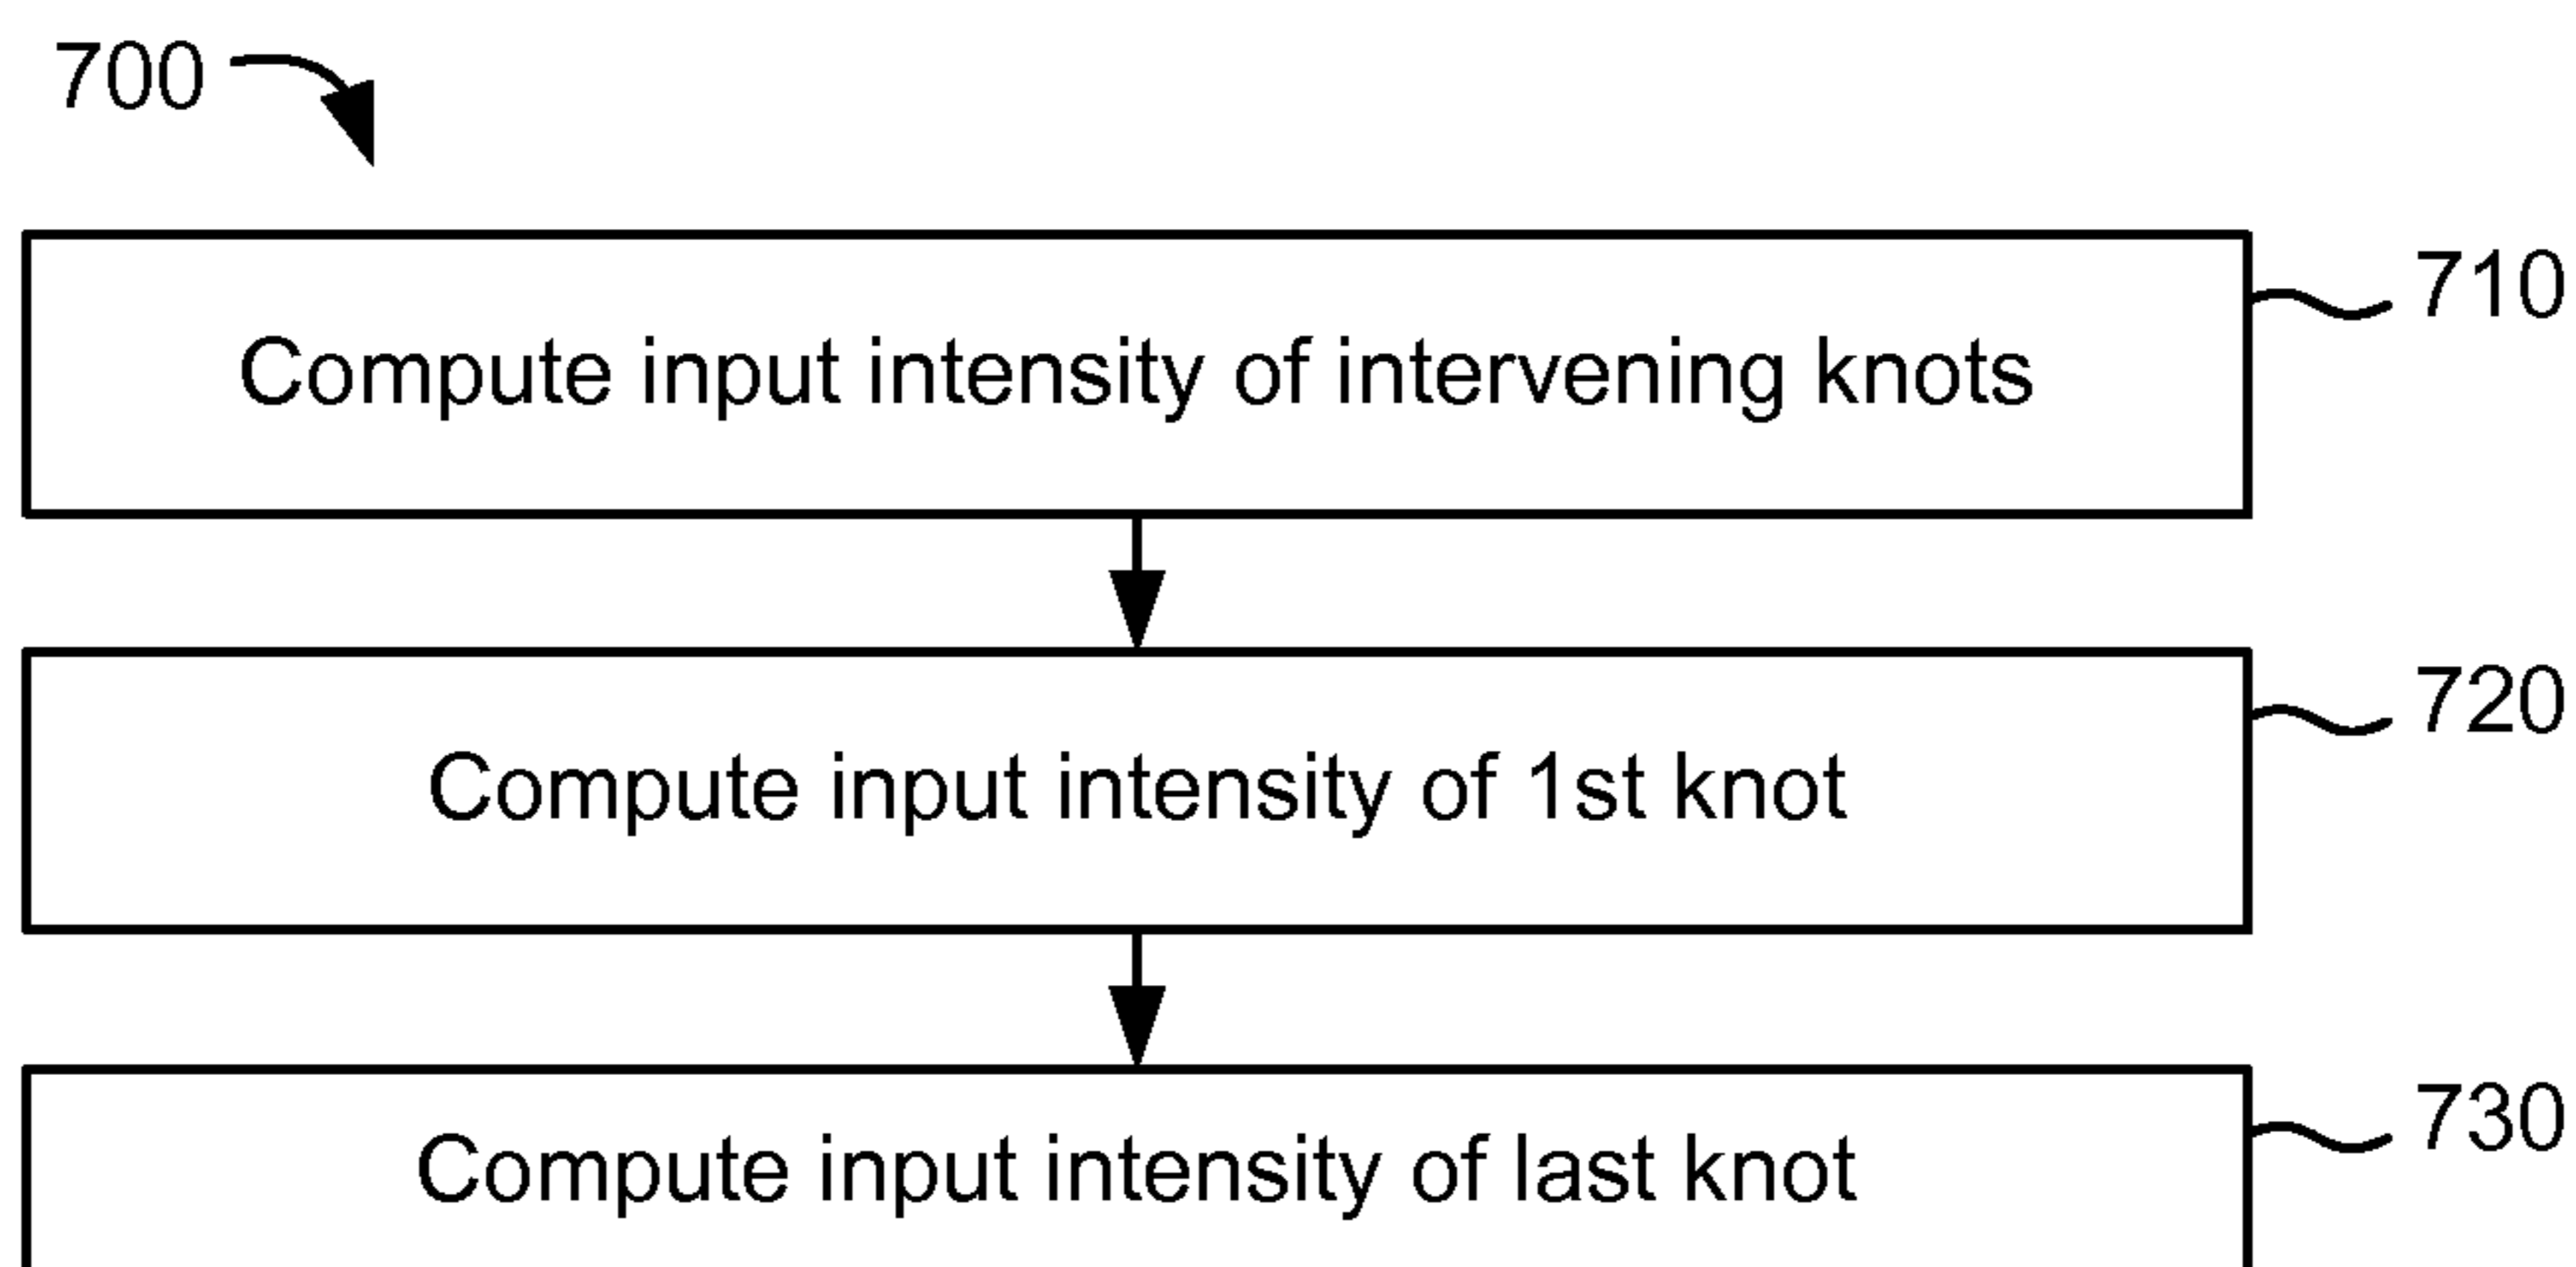 700
710
Compute input intensity of intervening knots
720
Compute input intensity of 1st knot
730
Compute input intensity of last knot